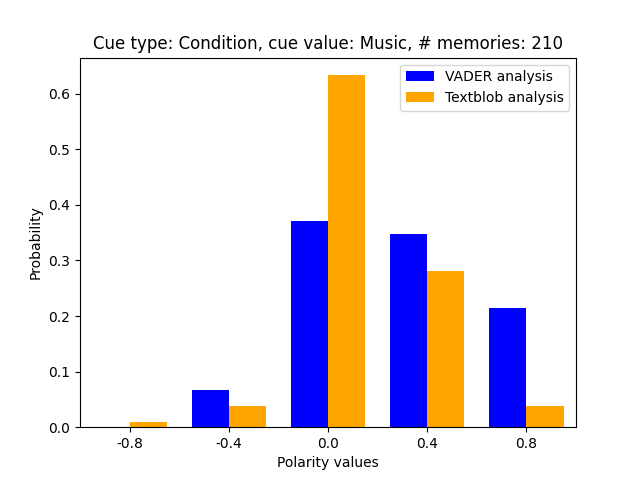 Cue type: Condition, cue value: Music, # memories: 210
VADER analysis
Textblob analysis
Probability
0.6
0.5
0.4
0.3
0.2
0.1
0.0
-0.8 -0.4 0.0 0.4 0.8
Polarity values